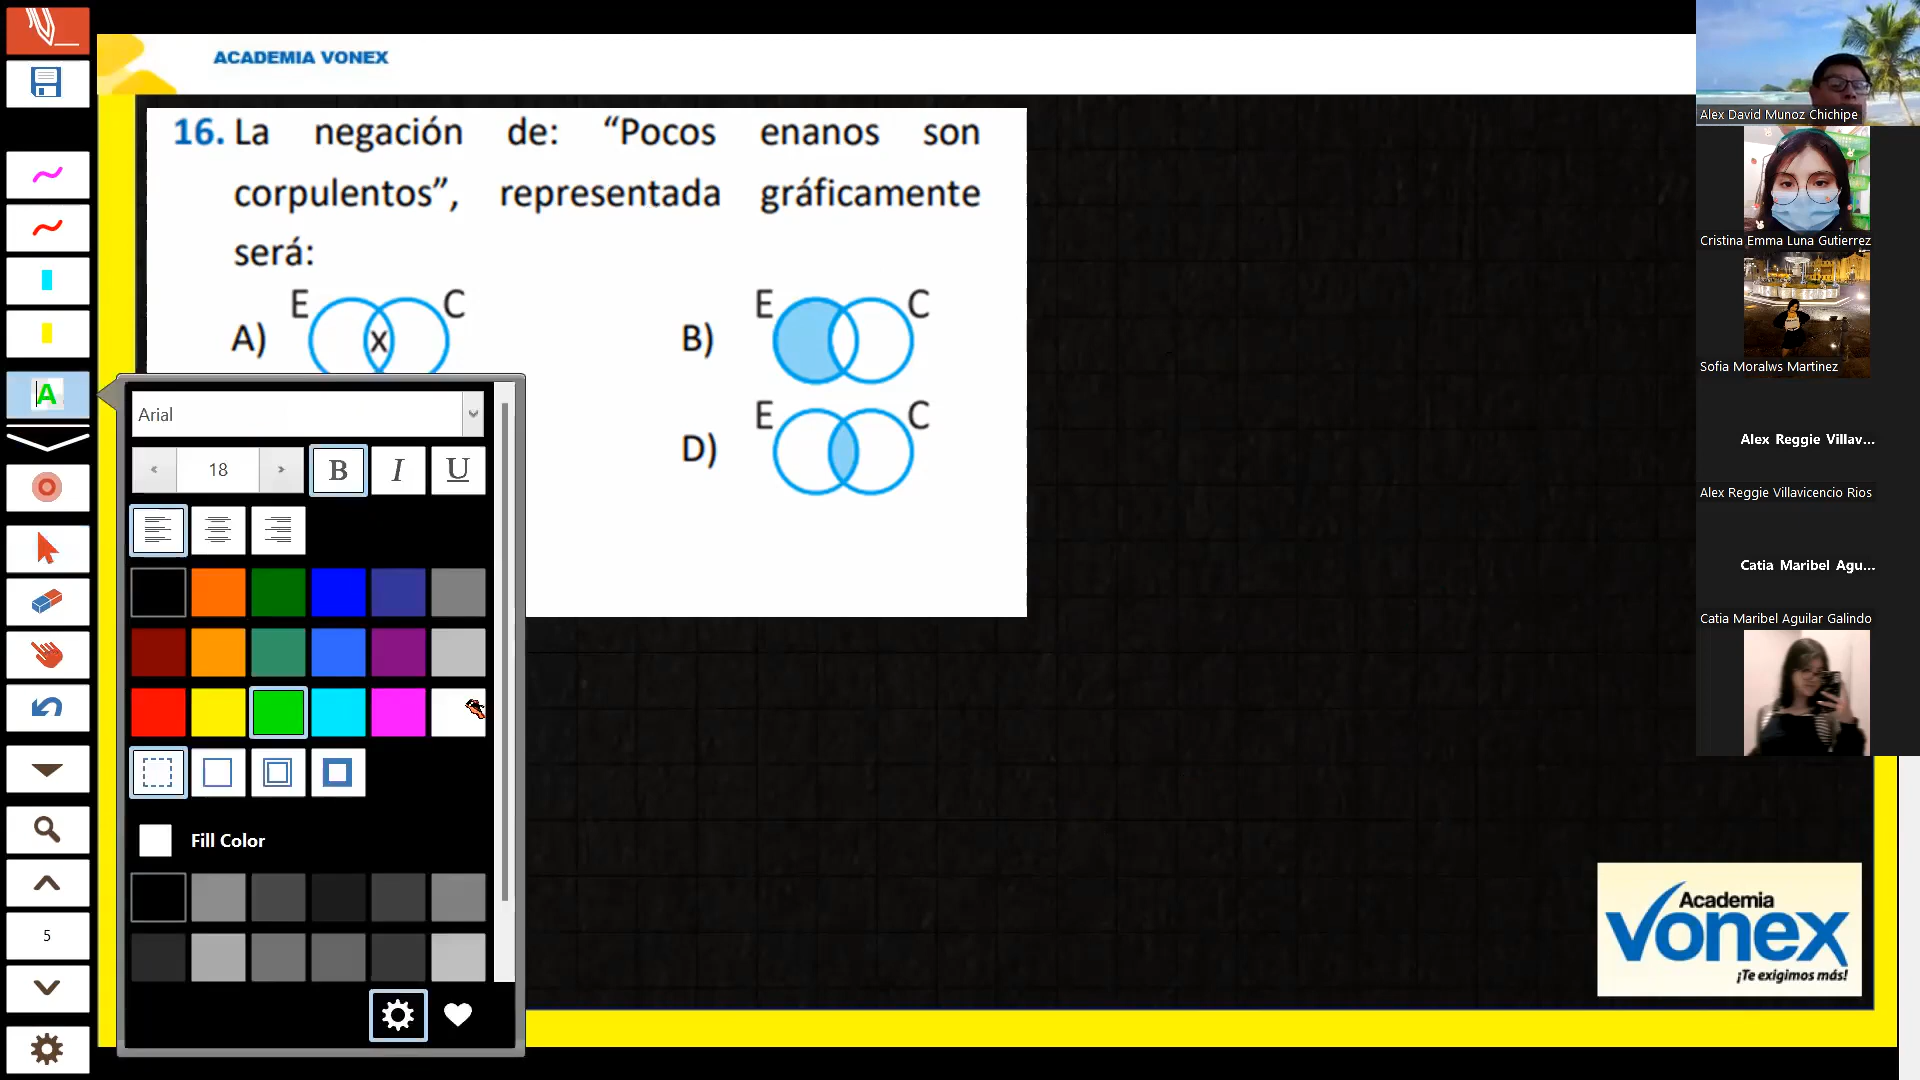 ACADEMIA VONEX
16. La negación de: “Pocos enanos son
corpulentos”, representada gráficamente
será:
A) E x C
B) E C
D) E C
A
Arial
18
B I U
Fill Color
5
Alex David Munoz Chichipe
Cristina Emma Luna Gutierrez
Sofia Moralws Martinez
Alex Reggie Villav...
Alex Reggie Villavicencio Rios
Catia Maribel Agu...
Catia Maribel Aguilar Galindo
Academia
Vonex
¡Te exigimos más!